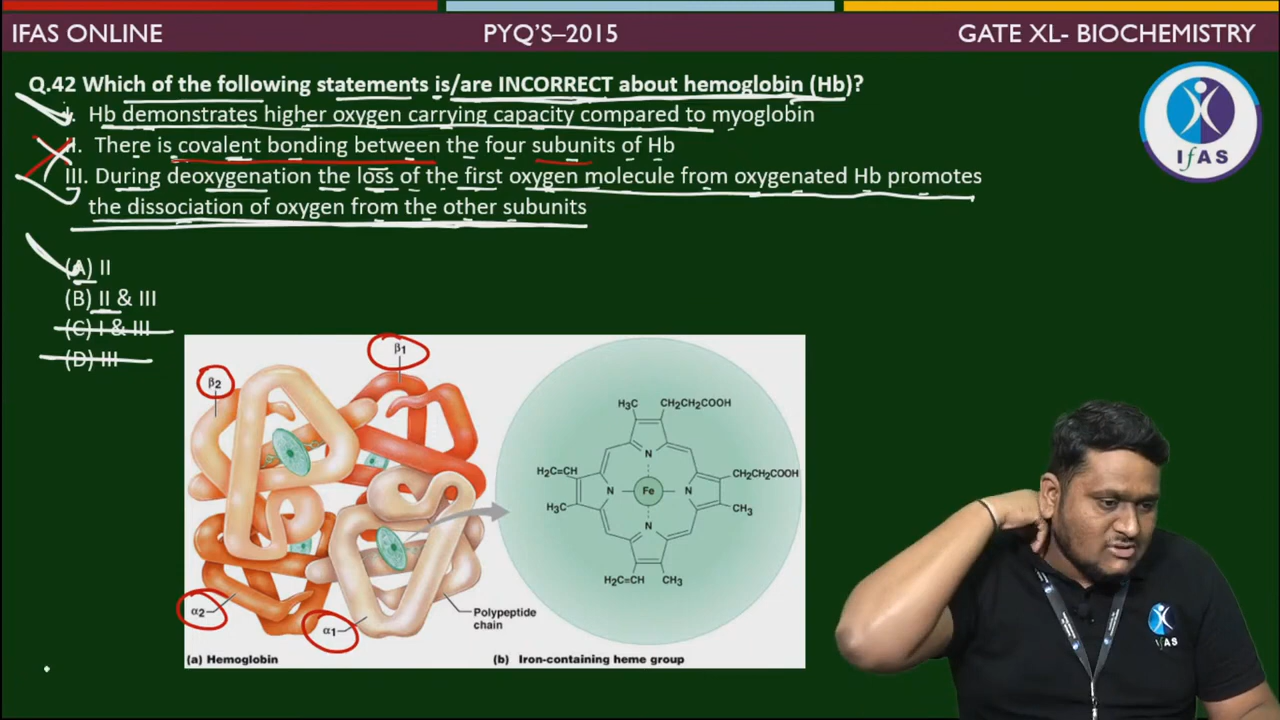 IFAS ONLINE
PYQ'S–2015
GATE XL- BIOCHEMISTRY
Q.42 Which of the following statements is/are INCORRECT about hemoglobin (Hb)?
I. Hb demonstrates higher oxygen carrying capacity compared to myoglobin
II. There is covalent bonding between the four subunits of Hb
III. During deoxygenation the loss of the first oxygen molecule from oxygenated Hb promotes
the dissociation of oxygen from the other subunits
IfAS
(A) II
(B) II & III
(C) I & III
(D) III
β1
β2
α2
α1
Polypeptide
chain
(a) Hemoglobin
H₃C
CH₂CH₂COOH
N
H₂C=CH
CH₂CH₂COOH
N
Fe
N
H₃C
CH₃
N
H₂C=CH
CH₃
(b) Iron-containing heme group
IfAS